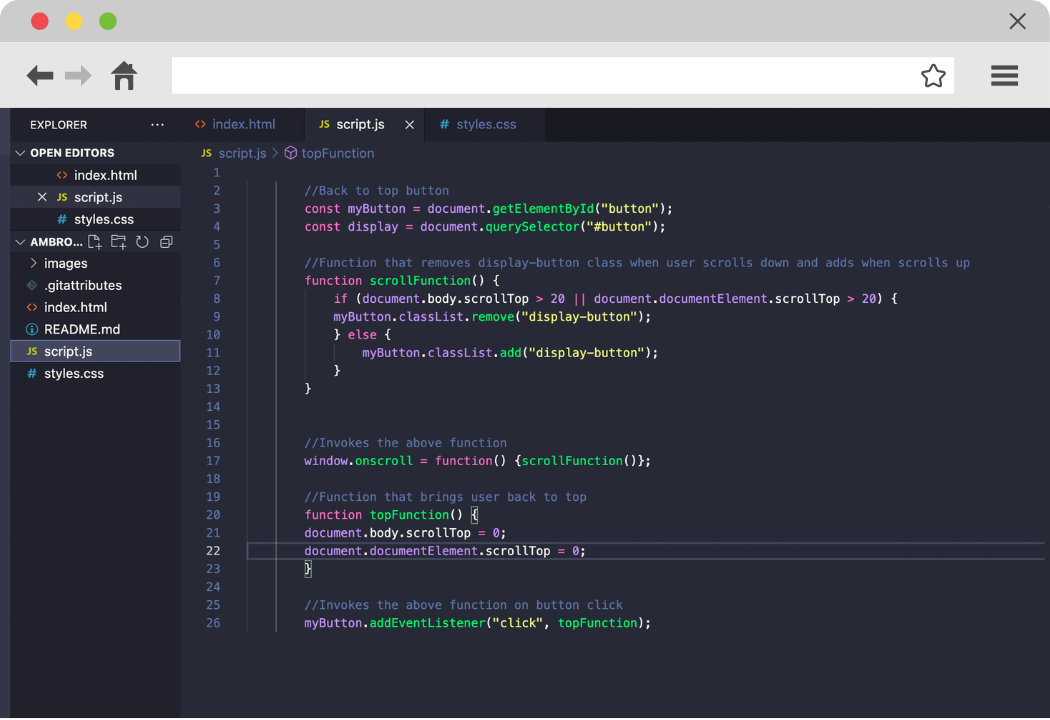 EXPLORER ...
OPEN EDITORS
<> index.html
× JS script.js
# styles.css
AMBRO...
> images
.gitattributes
<> index.html
README.md
JS script.js
# styles.css
<> index.html JS script.js × # styles.css
JS script.js > topFunction
1
2 //Back to top button
3 const myButton = document.getElementById("button");
4 const display = document.querySelector("#button");
5
6 //Function that removes display-button class when user scrolls down and adds when scrolls up
7 function scrollFunction() {
8 if (document.body.scrollTop > 20 || document.documentElement.scrollTop > 20) {
9 myButton.classList.remove("display-button");
10 } else {
11 myButton.classList.add("display-button");
12 }
13 }
14
15
16 //Invokes the above function
17 window.onscroll = function() {scrollFunction()};
18
19 //Function that brings user back to top
20 function topFunction() {
21 document.body.scrollTop = 0;
22 document.documentElement.scrollTop = 0;
23 }
24
25 //Invokes the above function on button click
26 myButton.addEventListener("click", topFunction);